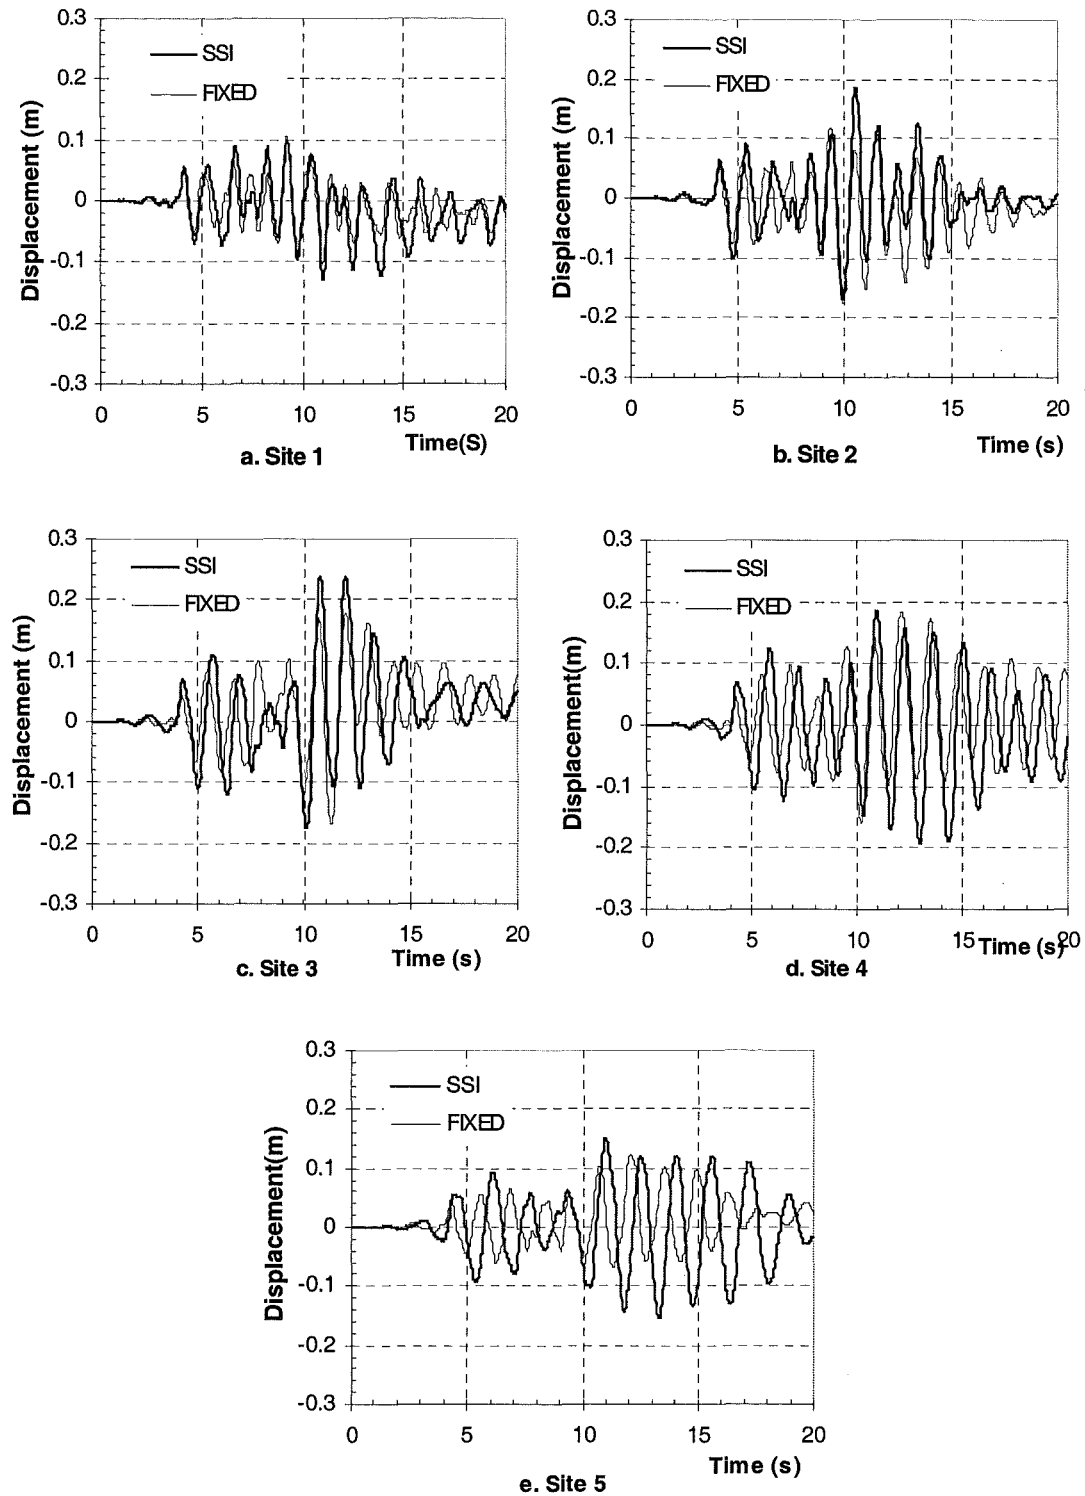 0.3
SSI
0.2
FIXED
0.1
0
-0.1
-0.2
-0.3
0 5 10 15 20
Displacement (m)
Time(S)
a. Site 1
0.3
SSI
0.2
FIXED
0.1
0
-0.1
-0.2
-0.3
0 5 10 15 20
Displacement (m)
Time (s)
b. Site 2
0.3
SSI
0.2
FIXED
0.1
0
-0.1
-0.2
-0.3
0 5 10 15 20
Displacement (m)
Time (s)
c. Site 3
0.3
SSI
0.2
FIXED
0.1
0
-0.1
-0.2
-0.3
0 5 10 15 20
Displacement(m)
Time (s)
d. Site 4
0.3
SSI
0.2
FIXED
0.1
0
-0.1
-0.2
-0.3
0 5 10 15 20
Displacement(m)
Time (s)
e. Site 5